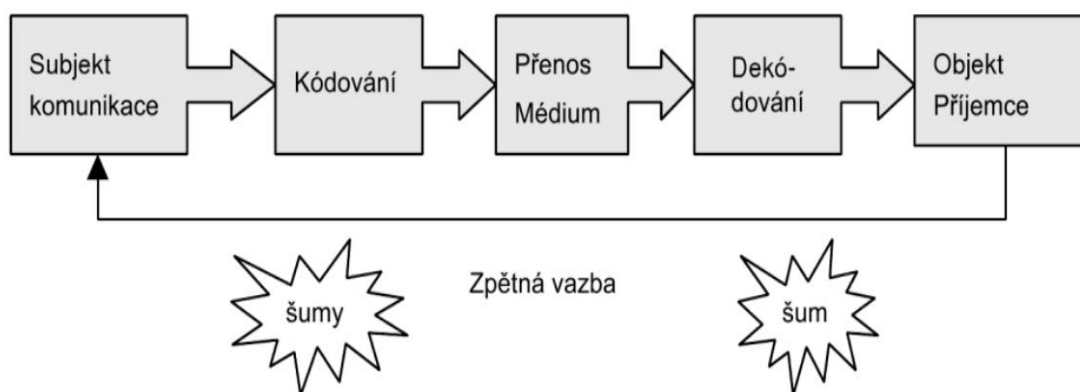 Subjekt
komunikace
Kódování
Přenos
Médium
Dekó-
dování
Objekt
Příjemce
Zpětná vazba
šumy
šum